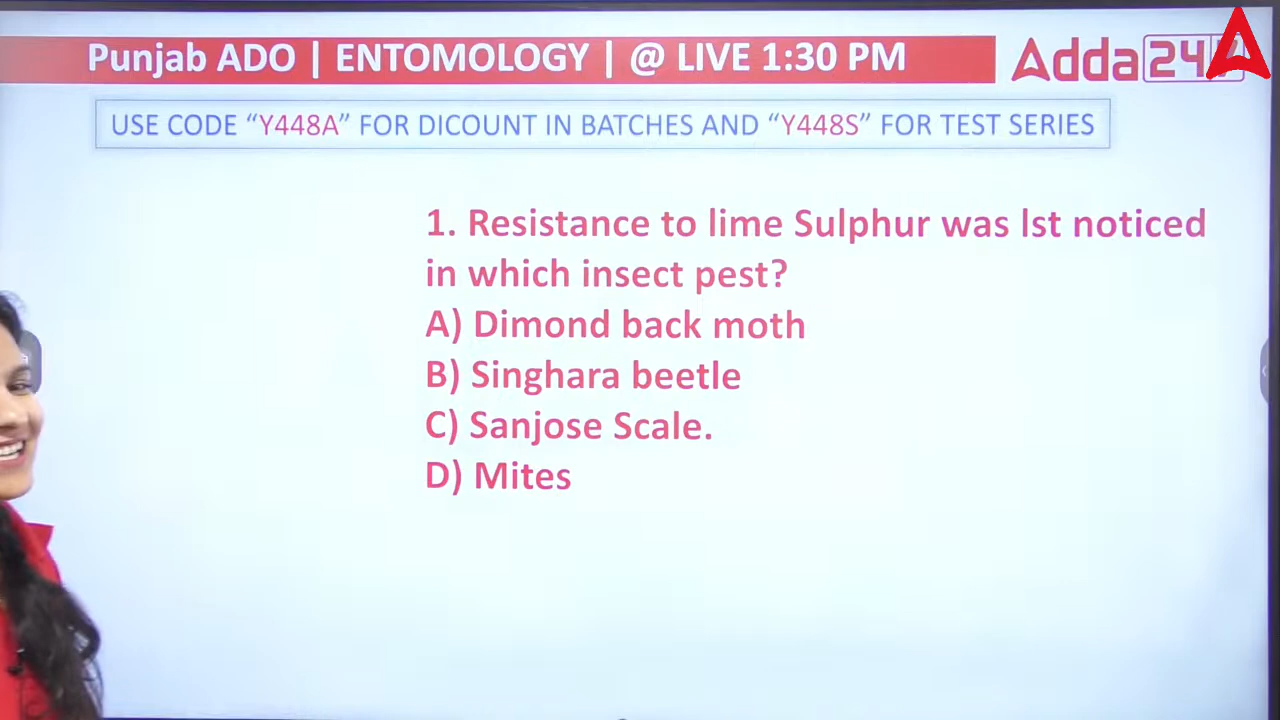 Punjab ADO | ENTOMOLOGY | @ LIVE 1:30 PM
Adda247
USE CODE “Y448A” FOR DICOUNT IN BATCHES AND “Y448S” FOR TEST SERIES
1. Resistance to lime Sulphur was lst noticed
in which insect pest?
A) Dimond back moth
B) Singhara beetle
C) Sanjose Scale.
D) Mites